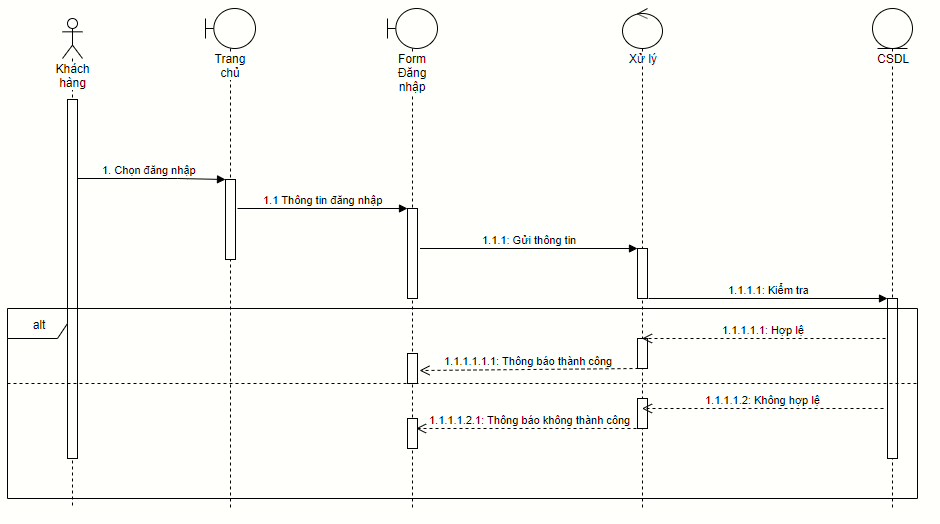 Khách
hàng
Trang
chủ
Form
Đăng
nhập
Xử lý
CSDL
1. Chọn đăng nhập
1.1 Thông tin đăng nhập
1.1.1: Gửi thông tin
1.1.1.1: Kiểm tra
alt
1.1.1.1.1: Hợp lệ
1.1.1.1.1.1: Thông báo thành công
1.1.1.1.2: Không hợp lệ
1.1.1.1.2.1: Thông báo không thành công